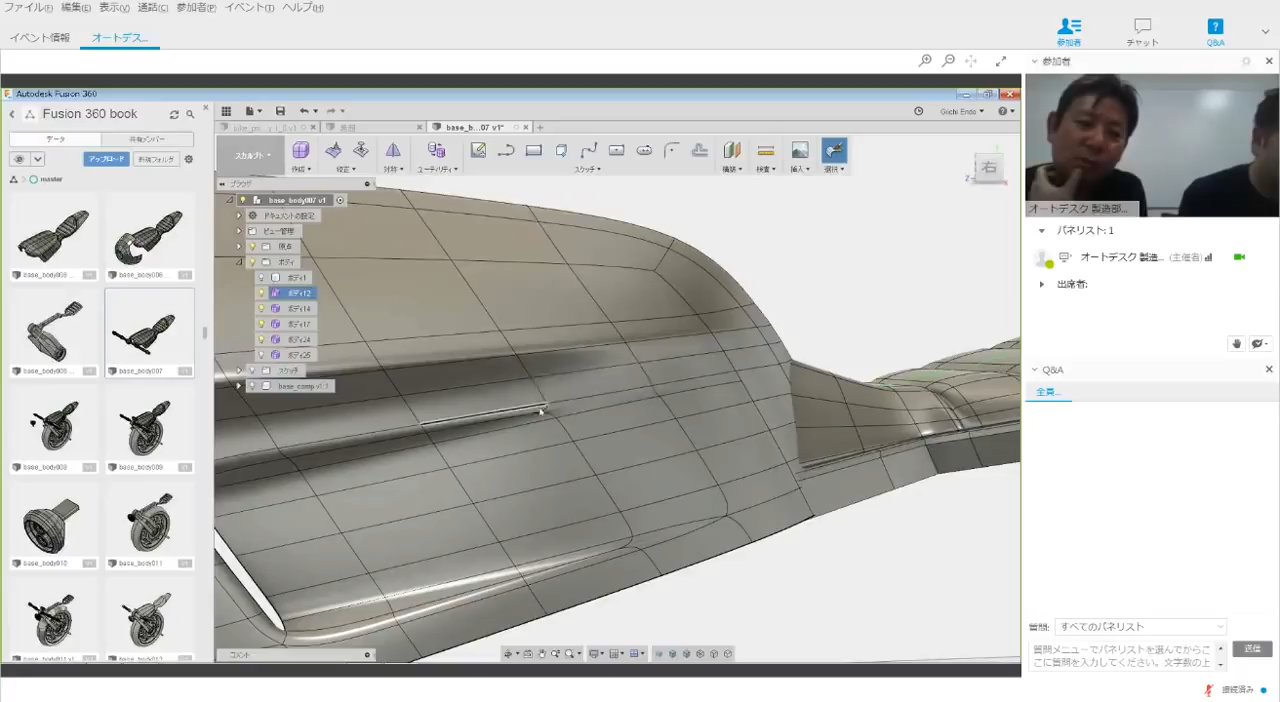 ファイル(F) 編集(E) 表示(V) 通話(C) 参加者(P) イベント(T) ヘルプ(H)
イベント情報
オートデス...
参加者
チャット
Q&A
参加者
Autodesk Fusion 360
Fusion 360 book
データ
共有メンバー
アップロード
新規フォルダ
master
base_b...07 v1*
Giichi Endo
スカルプト
作成
修正
対称
ユーティリティ
スケッチ
構築
検査
挿入
選択
右
ブラウザ
base_body007 v1
ドキュメントの設定
ビュー管理
原点
ボディ
ボディ1
ボディ12
ボディ14
ボディ17
ボディ24
ボディ25
スケッチ
base_comp v1:1
base_body006
base_body007
base_body009
base_body010
base_body011
コメント
オートデスク 製造部...
パネリスト: 1
オートデスク 製造... (主催者)
出席者:
Q&A
全員...
質問:
すべてのパネリスト
質問メニューでパネリストを選んでからこ
こに質問を入力してください。文字数の上
送信
接続済み